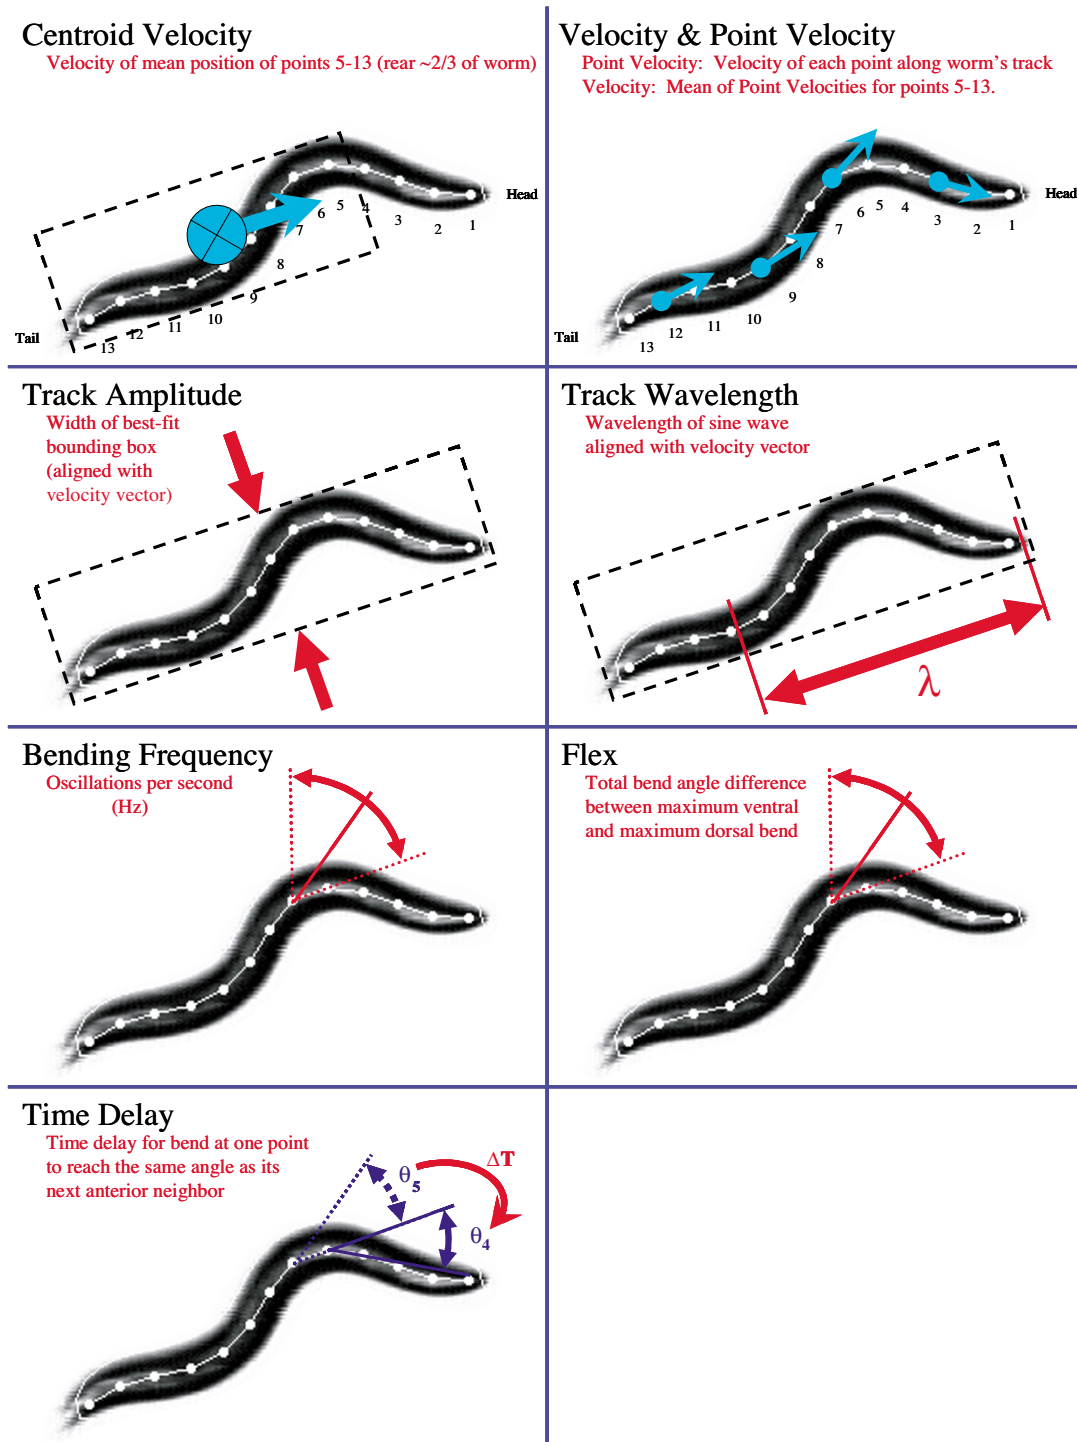 Centroid Velocity
Velocity of mean position of points 5-13 (rear ~2/3 of worm)
Head
1
2
3
4
5
6
7
8
9
10
11
12
13
Tail
Velocity & Point Velocity
Point Velocity: Velocity of each point along worm's track
Velocity: Mean of Point Velocities for points 5-13.
Head
1
2
3
4
5
6
7
8
9
10
11
12
13
Tail
Track Amplitude
Width of best-fit
bounding box
(aligned with
velocity vector)
Track Wavelength
Wavelength of sine wave
aligned with velocity vector
λ
Bending Frequency
Oscillations per second
(Hz)
Flex
Total bend angle difference
between maximum ventral
and maximum dorsal bend
Time Delay
Time delay for bend at one point
to reach the same angle as its
next anterior neighbor
ΔT
θ5
θ4